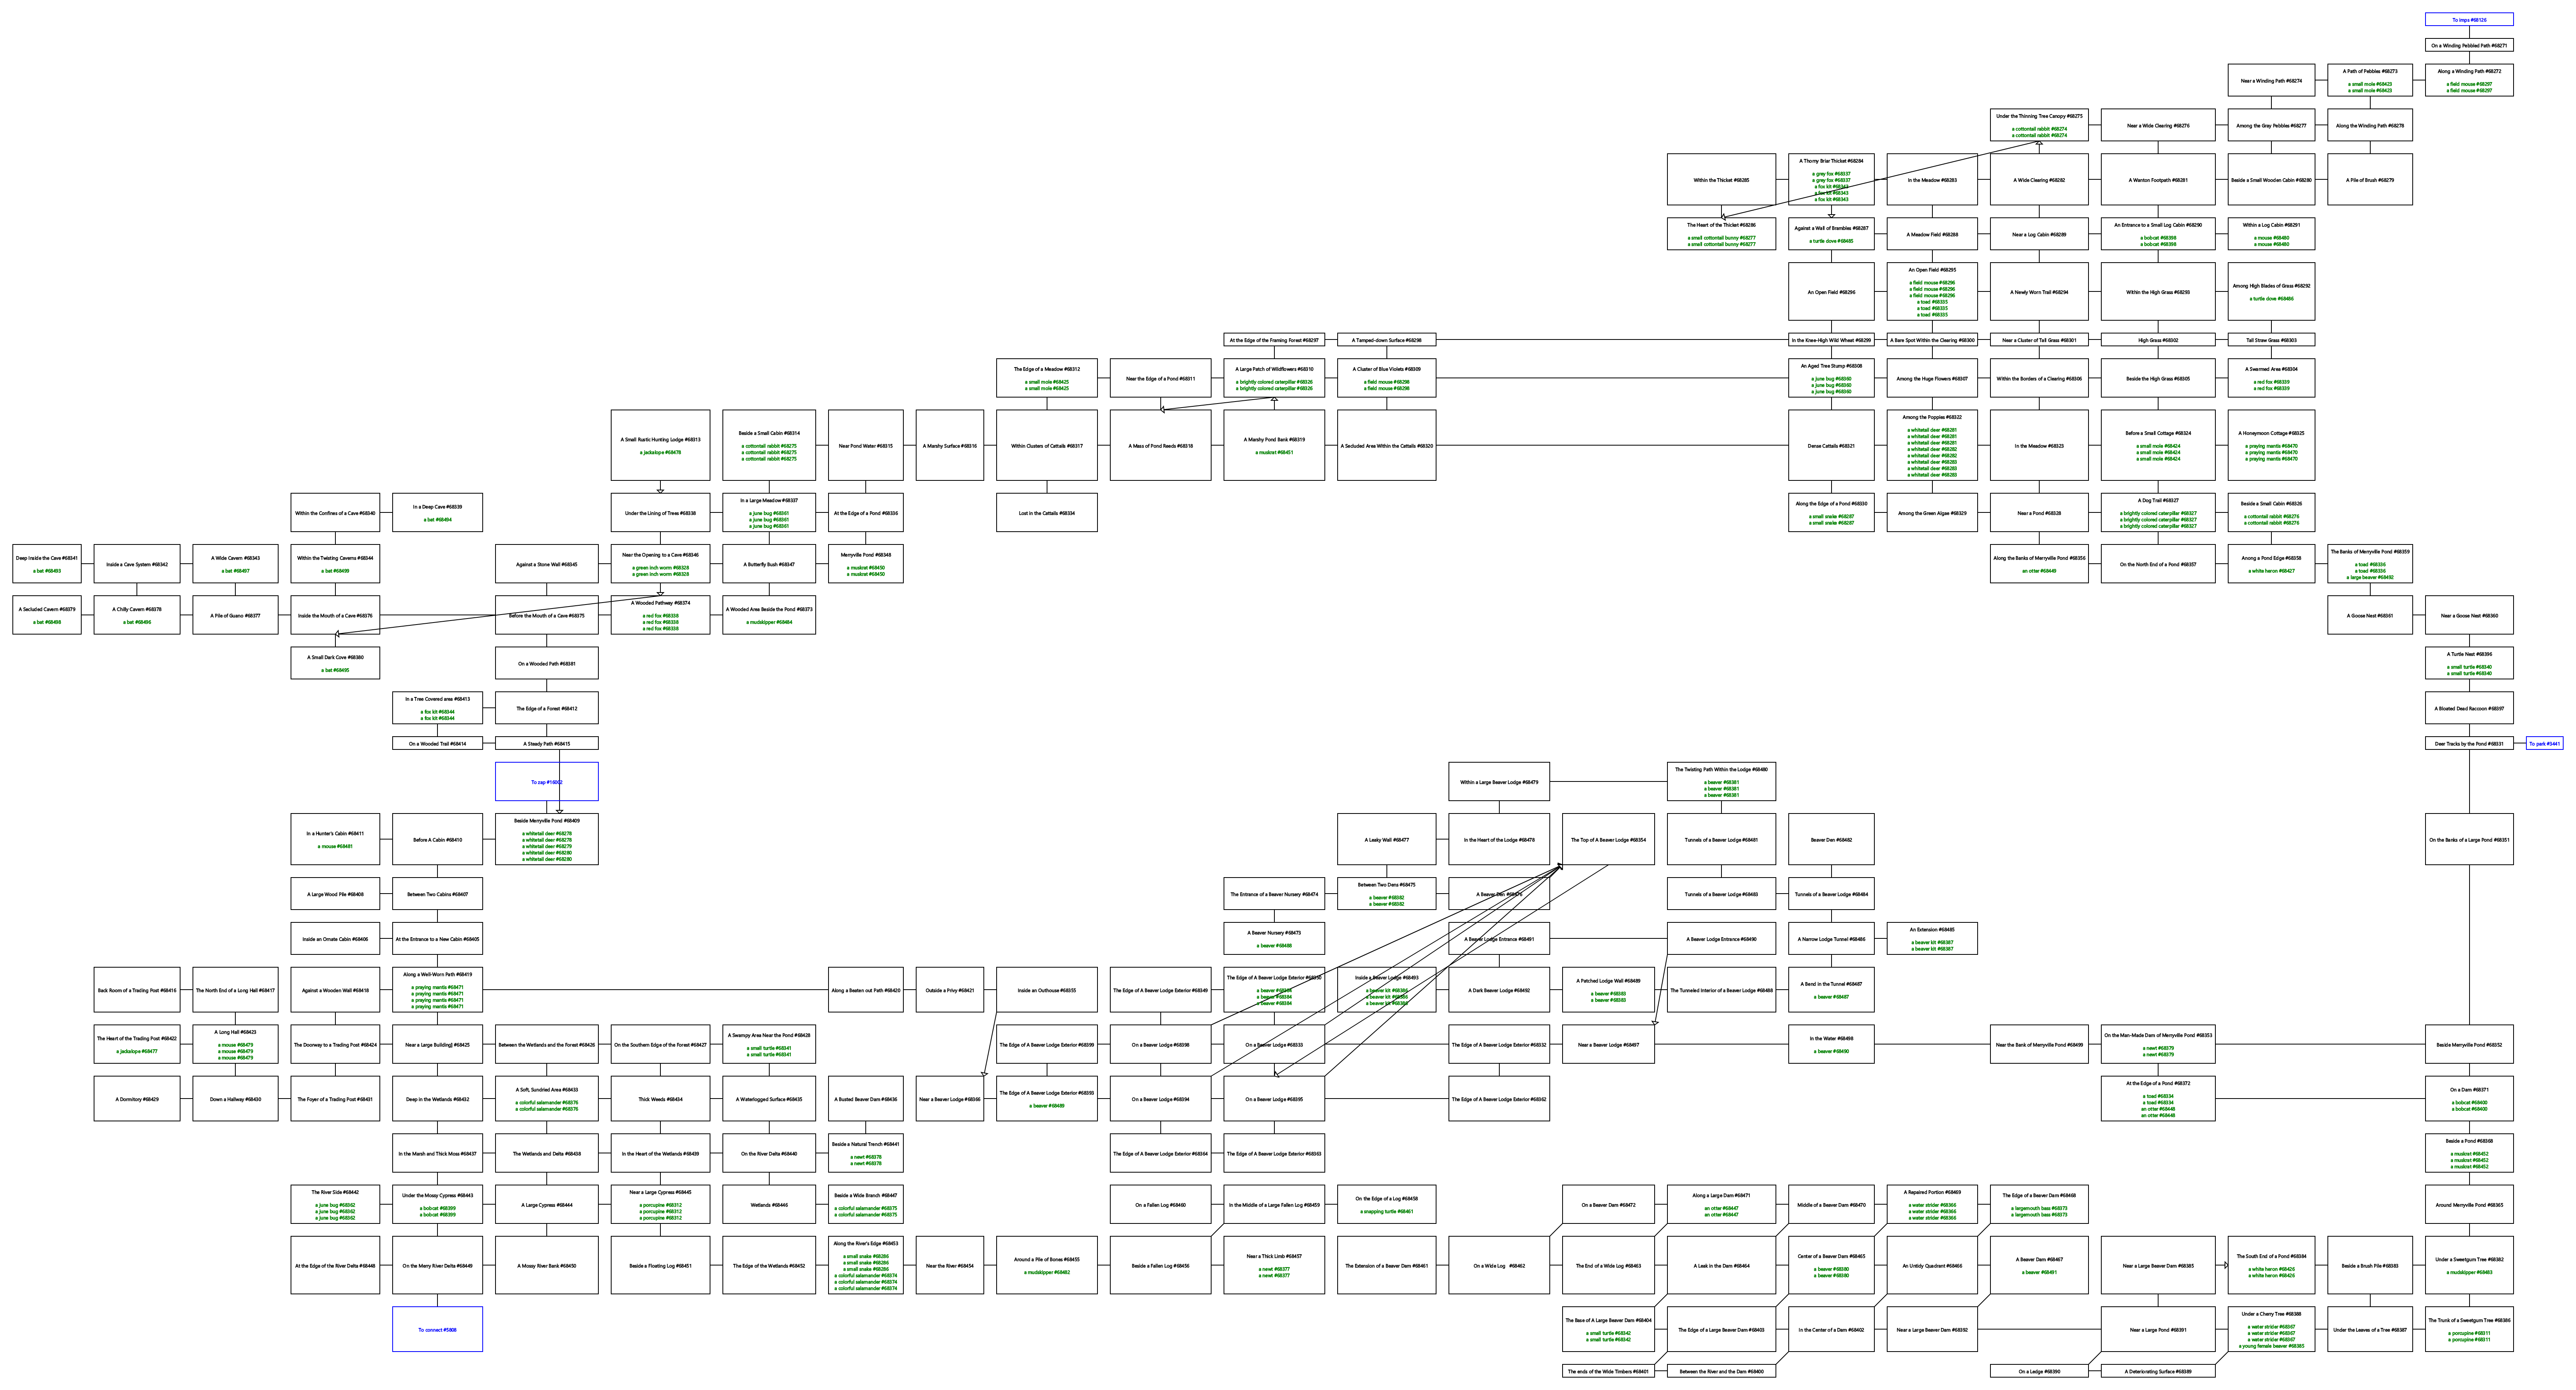 To imps #68126
On a Winding Pebbled Path #68271
Near a Winding Path #68274
A Path of Pebbles #68273
a small mole #68423
a small mole #68423
Along a Winding Path #68272
a field mouse #68297
a field mouse #68297
Under the Thinning Tree Canopy #68275
a cottontail rabbit #68274
a cottontail rabbit #68274
Near a Wide Clearing #68276
Among the Gray Pebbles #68277
Along the Winding Path #68278
Within the Thicket #68285
A Thorny Briar Thicket #68284
a grey fox #68337
a grey fox #68337
a fox kit #68343
a fox kit #68343
a fox kit #68343
In the Meadow #68283
A Wide Clearing #68282
A Wanton Footpath #68281
Beside a Small Wooden Cabin #68280
A Pile of Brush #68279
The Heart of the Thicket #68286
a small cottontail bunny #68277
a small cottontail bunny #68277
Against a Wall of Brambles #68287
a turtle dove #68485
A Meadow Field #68288
Near a Log Cabin #68289
An Entrance to a Small Log Cabin #68290
a bobcat #68398
a bobcat #68398
Within a Log Cabin #68291
a mouse #68480
a mouse #68480
An Open Field #68296
An Open Field #68295
a field mouse #68296
a field mouse #68296
a field mouse #68296
a toad #68335
a toad #68335
a toad #68335
A Newly Worn Trail #68294
Within the High Grass #68293
Among High Blades of Grass #68292
a turtle dove #68486
At the Edge of the Framing Forest #68297
A Tamped-down Surface #68298
In the Knee-High Wild Wheat #68299
A Bare Spot Within the Clearing #68300
Near a Cluster of Tall Grass #68301
High Grass #68302
Tall Straw Grass #68303
The Edge of a Meadow #68312
a small mole #68425
a small mole #68425
Near the Edge of a Pond #68311
A Large Patch of Wildflowers #68310
a brightly colored caterpillar #68326
a brightly colored caterpillar #68326
A Cluster of Blue Violets #68309
a field mouse #68298
a field mouse #68298
An Aged Tree Stump #68308
a june bug #68360
a june bug #68360
a june bug #68360
Among the Huge Flowers #68307
Within the Borders of a Clearing #68306
Beside the High Grass #68305
A Swarmed Area #68304
a red fox #68339
a red fox #68339
A Small Rustic Hunting Lodge #68313
a jackalope #68478
Beside a Small Cabin #68314
a cottontail rabbit #68275
a cottontail rabbit #68275
a cottontail rabbit #68275
Near Pond Water #68315
A Marshy Surface #68316
Within Clusters of Cattails #68317
A Mass of Pond Reeds #68318
A Marshy Pond Bank #68319
a muskrat #68451
A Secluded Area Within the Cattails #68320
Dense Cattails #68321
Among the Poppies #68322
a whitetail deer #68281
a whitetail deer #68281
a whitetail deer #68281
a whitetail deer #68282
a whitetail deer #68282
a whitetail deer #68283
a whitetail deer #68283
a whitetail deer #68283
In the Meadow #68323
Before a Small Cottage #68324
a small mole #68424
a small mole #68424
a small mole #68424
A Honeymoon Cottage #68325
a praying mantis #68470
a praying mantis #68470
a praying mantis #68470
Within the Confines of a Cave #68340
In a Deep Cave #68339
a bat #68494
Under the Lining of Trees #68338
In a Large Meadow #68337
a june bug #68361
a june bug #68361
a june bug #68361
At the Edge of a Pond #68336
Lost in the Cattails #68334
Along the Edge of a Pond #68330
a small snake #68287
a small snake #68287
Among the Green Algae #68329
Near a Pond #68328
A Dog Trail #68327
a brightly colored caterpillar #68327
a brightly colored caterpillar #68327
a brightly colored caterpillar #68327
Beside a Small Cabin #68326
a cottontail rabbit #68276
a cottontail rabbit #68276
Deep Inside the Cave #68341
a bat #68493
Inside a Cave System #68342
A Wide Cavern #68343
a bat #68497
Within the Twisting Caverns #68344
a bat #68499
Against a Stone Wall #68345
Near the Opening to a Cave #68346
a green inch worm #68328
a green inch worm #68328
A Butterfly Bush #68347
Merryville Pond #68348
a muskrat #68450
a muskrat #68450
Along the Banks of Merryville Pond #68356
an otter #68449
On the North End of a Pond #68357
Among a Pond Edge #68358
a white heron #68427
The Banks of Merryville Pond #68359
a toad #68336
a toad #68336
a large beaver #68492
A Secluded Cavern #68379
a bat #68498
A Chilly Cavern #68378
a bat #68496
A Pile of Guano #68377
Inside the Mouth of a Cave #68376
Before the Mouth of a Cave #68375
A Wooded Pathway #68374
a red fox #68338
a red fox #68338
a red fox #68338
A Wooded Area Beside the Pond #68373
a mudskipper #68484
A Goose Nest #68361
Near a Goose Nest #68360
A Small Dark Cove #68380
a bat #68495
On a Wooded Path #68381
A Turtle Nest #68396
a small turtle #68340
a small turtle #68340
In a Tree Covered area #68413
a fox kit #68344
a fox kit #68344
The Edge of a Forest #68412
A Bloated Dead Raccoon #68397
On a Wooded Trail #68414
A Steady Path #68415
Deer Tracks by the Pond #68331
To park #3441
To zap #16002
Within a Large Beaver Lodge #68479
The Twisting Path Within the Lodge #68480
a beaver #68381
a beaver #68381
a beaver #68381
In a Hunter's Cabin #68411
a mouse #68481
Before A Cabin #68410
Beside Merryville Pond #68409
a whitetail deer #68278
a whitetail deer #68278
a whitetail deer #68279
a whitetail deer #68280
a whitetail deer #68280
A Leaky Wall #68477
In the Heart of the Lodge #68478
The Top of A Beaver Lodge #68354
Tunnels of a Beaver Lodge #68481
Beaver Den #68482
On the Banks of a Large Pond #68351
A Large Wood Pile #68408
Between Two Cabins #68407
The Entrance of a Beaver Nursery #68474
Between Two Dens #68475
a beaver #68382
a beaver #68382
A Beaver Den #68476
Tunnels of a Beaver Lodge #68483
Tunnels of a Beaver Lodge #68484
Inside an Ornate Cabin #68406
At the Entrance to a New Cabin #68405
A Beaver Nursery #68473
a beaver #68488
A Beaver Lodge Entrance #68491
A Beaver Lodge Entrance #68490
A Narrow Lodge Tunnel #68486
An Extension #68485
a beaver kit #68387
a beaver kit #68387
Back Room of a Trading Post #68416
The North End of a Long Hall #68417
Against a Wooden Wall #68418
Along a Well-Worn Path #68419
a praying mantis #68471
a praying mantis #68471
a praying mantis #68471
a praying mantis #68471
Along a Beaten out Path #68420
Outside a Privy #68421
Inside an Outhouse #68355
The Edge of A Beaver Lodge Exterior #68349
The Edge of A Beaver Lodge Exterior #68350
a beaver #68384
a beaver #68384
a beaver #68384
Inside a Beaver Lodge #68493
a beaver kit #68386
a beaver kit #68386
a beaver kit #68386
A Dark Beaver Lodge #68492
A Patched Lodge Wall #68489
a beaver #68383
a beaver #68383
The Tunneled Interior of a Beaver Lodge #68488
A Bend in the Tunnel #68487
a beaver #68487
The Heart of the Trading Post #68422
a jackalope #68477
A Long Hall #68423
a mouse #68479
a mouse #68479
a mouse #68479
The Doorway to a Trading Post #68424
Near a Large Building) #68425
Between the Wetlands and the Forest #68426
On the Southern Edge of the Forest #68427
A Swampy Area Near the Pond #68428
a small turtle #68341
a small turtle #68341
The Edge of A Beaver Lodge Exterior #68399
On a Beaver Lodge #68398
On a Beaver Lodge #68333
The Edge of A Beaver Lodge Exterior #68332
Near a Beaver Lodge #68497
In the Water #68498
a beaver #68490
Near the Bank of Merryville Pond #68499
On the Man-Made Dam of Merryville Pond #68353
a newt #68379
a newt #68379
Beside Merryville Pond #68352
A Dormitory #68429
Down a Hallway #68430
The Foyer of a Trading Post #68431
Deep in the Wetlands #68432
A Soft, Sundried Area #68433
a colorful salamander #68376
a colorful salamander #68376
Thick Weeds #68434
A Waterlogged Surface #68435
A Busted Beaver Dam #68436
Near a Beaver Lodge #68366
The Edge of A Beaver Lodge Exterior #68393
a beaver #68489
On a Beaver Lodge #68394
On a Beaver Lodge #68395
The Edge of A Beaver Lodge Exterior #68362
At the Edge of a Pond #68372
a toad #68334
a toad #68334
an otter #68448
an otter #68448
On a Dam #68371
a bobcat #68400
a bobcat #68400
In the Marsh and Thick Moss #68437
The Wetlands and Delta #68438
In the Heart of the Wetlands #68439
On the River Delta #68440
Beside a Natural Trench #68441
a newt #68378
a newt #68378
The Edge of A Beaver Lodge Exterior #68364
The Edge of A Beaver Lodge Exterior #68363
Beside a Pond #68368
a muskrat #68452
a muskrat #68452
a muskrat #68452
The River Side #68442
a june bug #68362
a june bug #68362
a june bug #68362
Under the Mossy Cypress #68443
a bobcat #68399
a bobcat #68399
A Large Cypress #68444
Near a Large Cypress #68445
a porcupine #68312
a porcupine #68312
a porcupine #68312
Wetlands #68446
Beside a Wide Branch #68447
a colorful salamander #68375
a colorful salamander #68375
On a Fallen Log #68460
In the Middle of a Large Fallen Log #68459
On the Edge of a Log #68458
a snapping turtle #68461
On a Beaver Dam #68472
Along a Large Dam #68471
an otter #68447
an otter #68447
Middle of a Beaver Dam #68470
A Repaired Portion #68469
a water strider #68366
a water strider #68366
a water strider #68366
The Edge of a Beaver Dam #68468
a largemouth bass #68373
a largemouth bass #68373
Around Merryville Pond #68365
At the Edge of the River Delta #68448
On the Merry River Delta #68449
A Mossy River Bank #68450
Beside a Floating Log #68451
The Edge of the Wetlands #68452
Along the River's Edge #68453
a small snake #68286
a small snake #68286
a small snake #68286
a colorful salamander #68374
a colorful salamander #68374
a colorful salamander #68374
Near the River #68454
Around a Pile of Bones #68455
a mudskipper #68482
Beside a Fallen Log #68456
Near a Thick Limb #68457
a newt #68377
a newt #68377
The Extension of a Beaver Dam #68461
On a Wide Log #68462
The End of a Wide Log #68463
A Leak in the Dam #68464
Center of a Beaver Dam #68465
a beaver #68380
a beaver #68380
An Untidy Quadrant #68466
A Beaver Dam #68467
a beaver #68491
Near a Large Beaver Dam #68385
The South End of a Pond #68384
a white heron #68426
a white heron #68426
Beside a Brush Pile #68383
Under a Sweetgum Tree #68382
a mudskipper #68483
To connect #5868
The Base of A Large Beaver Dam #68404
a small turtle #68342
a small turtle #68342
The Edge of a Large Beaver Dam #68403
In the Center of a Dam #68402
Near a Large Beaver Dam #68392
Near a Large Pond #68391
Under a Cherry Tree #68388
a water strider #68367
a water strider #68367
a water strider #68367
a young female beaver #68385
Under the Leaves of a Tree #68387
The Trunk of a Sweetgum Tree #68386
a porcupine #68311
a porcupine #68311
The ends of the Wide Timbers #68401
Between the River and the Dam #68400
On a Ledge #68390
A Deteriorating Surface #68389